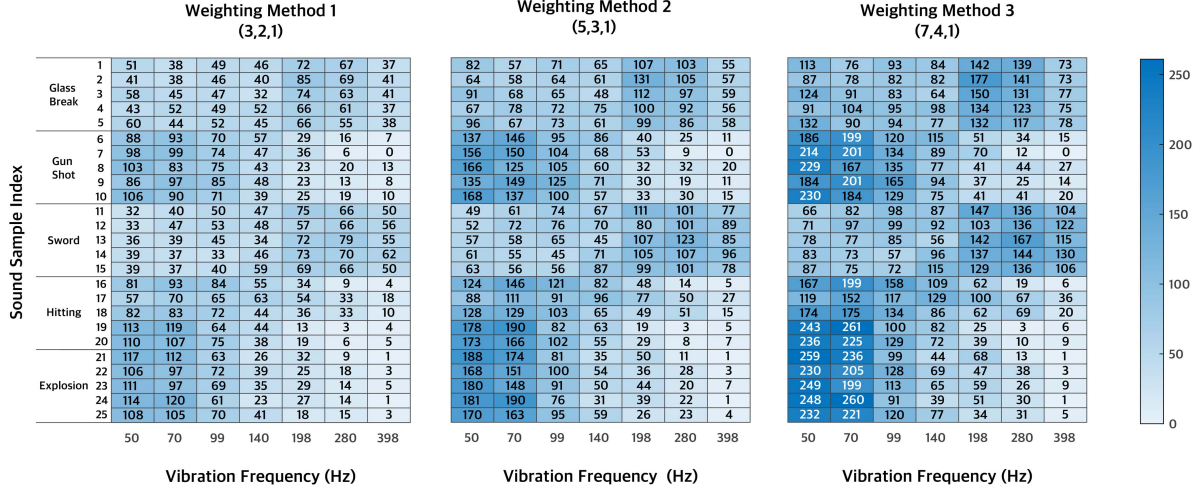 Weighting Method 1
(3,2,1)
Weighting Method 2
(5,3,1)
Weighting Method 3
(7,4,1)
Sound Sample Index
Glass Break
Gun Shot
Sword
Hitting
Explosion
1 51 38 49 46 72 67 37 82 57 71 65 107 103 55 113 76 93 84 142 139 73
2 41 38 46 40 85 69 41 64 58 64 61 131 105 57 87 78 82 82 177 141 73
3 58 45 47 32 74 63 41 91 68 65 48 112 97 59 124 91 83 64 150 131 77
4 43 52 49 52 66 61 37 67 78 72 75 100 92 56 91 104 95 98 134 123 75
5 60 44 52 45 66 55 38 96 67 73 61 99 86 58 132 90 94 77 132 117 78
6 88 93 70 57 29 16 7 137 146 95 86 40 25 11 186 199 120 115 51 34 15
7 98 99 74 47 36 6 0 156 150 104 68 53 9 0 214 201 134 89 70 12 0
8 103 83 75 43 23 20 13 166 125 105 60 32 32 20 229 167 135 77 41 44 27
9 86 97 85 48 23 13 8 135 149 125 71 30 19 11 184 201 165 94 37 25 14
10 106 90 71 39 25 19 10 168 137 100 57 33 30 15 230 184 129 75 41 41 20
11 32 40 50 47 75 66 50 49 61 74 67 111 101 77 66 82 98 87 147 136 104
12 33 47 53 48 57 66 56 52 72 76 70 80 101 89 71 97 99 92 103 136 122
13 36 39 45 34 72 79 55 57 58 65 45 107 123 85 78 77 85 56 142 167 115
14 39 37 33 46 73 70 62 61 55 45 71 105 107 96 83 73 57 96 137 144 130
15 39 37 40 59 69 66 50 63 56 56 87 99 101 78 87 75 72 115 129 136 106
16 81 93 84 55 34 9 4 124 146 121 82 48 14 5 167 199 158 109 62 19 6
17 57 70 65 63 54 33 18 88 111 91 96 77 50 27 119 152 117 129 100 67 36
18 82 83 72 44 36 33 10 128 129 103 65 49 51 15 174 175 134 86 62 69 20
19 113 119 64 44 13 3 4 178 190 82 63 19 3 5 243 261 100 82 25 3 6
20 110 107 75 38 19 6 5 173 166 102 55 29 8 7 236 225 129 72 39 10 9
21 117 112 63 26 32 9 1 188 174 81 35 50 11 1 259 236 99 44 68 13 1
22 106 97 72 39 25 18 3 168 151 100 54 36 28 3 230 205 128 69 47 38 3
23 111 97 69 35 29 14 5 180 148 91 50 44 20 7 249 199 113 65 59 26 9
24 114 120 61 23 27 14 1 181 190 76 31 39 22 1 248 260 91 39 51 30 1
25 108 105 70 41 18 15 3 170 163 95 59 26 23 4 232 221 120 77 34 31 5
50 70 99 140 198 280 398 50 70 99 140 198 280 398 50 70 99 140 198 280 398
Vibration Frequency (Hz)
Vibration Frequency (Hz)
Vibration Frequency (Hz)
250
200
150
100
50
0